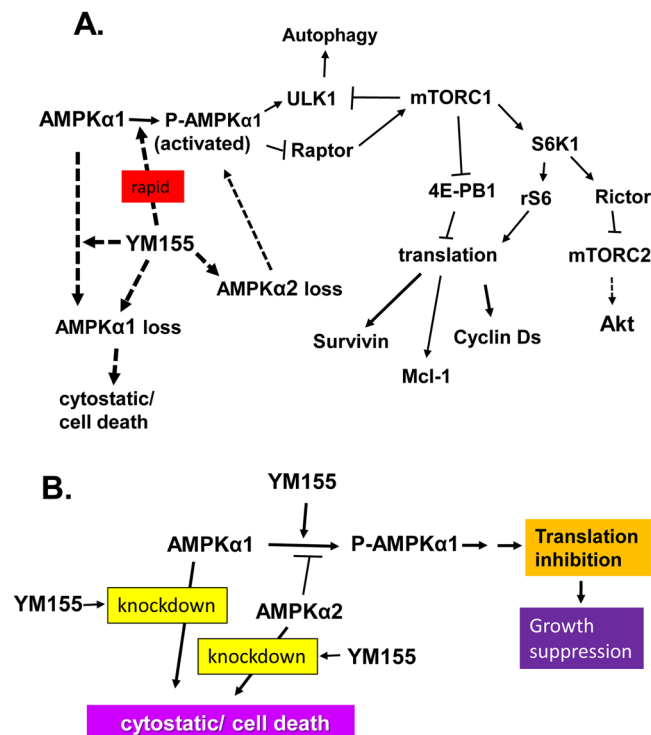 A.
Autophagy
AMPKα1
P-AMPKα1
(activated)
ULK1
mTORC1
Raptor
S6K1
rapid
4E-PB1
rS6
Rictor
YM155
translation
mTORC2
AMPKα2 loss
AMPKα1 loss
Survivin
Cyclin Ds
Akt
Mcl-1
cytostatic/
cell death
B.
YM155
AMPKα1
P-AMPKα1
Translation
inhibition
YM155
knockdown
AMPKα2
Growth
suppression
knockdown
YM155
cytostatic/ cell death